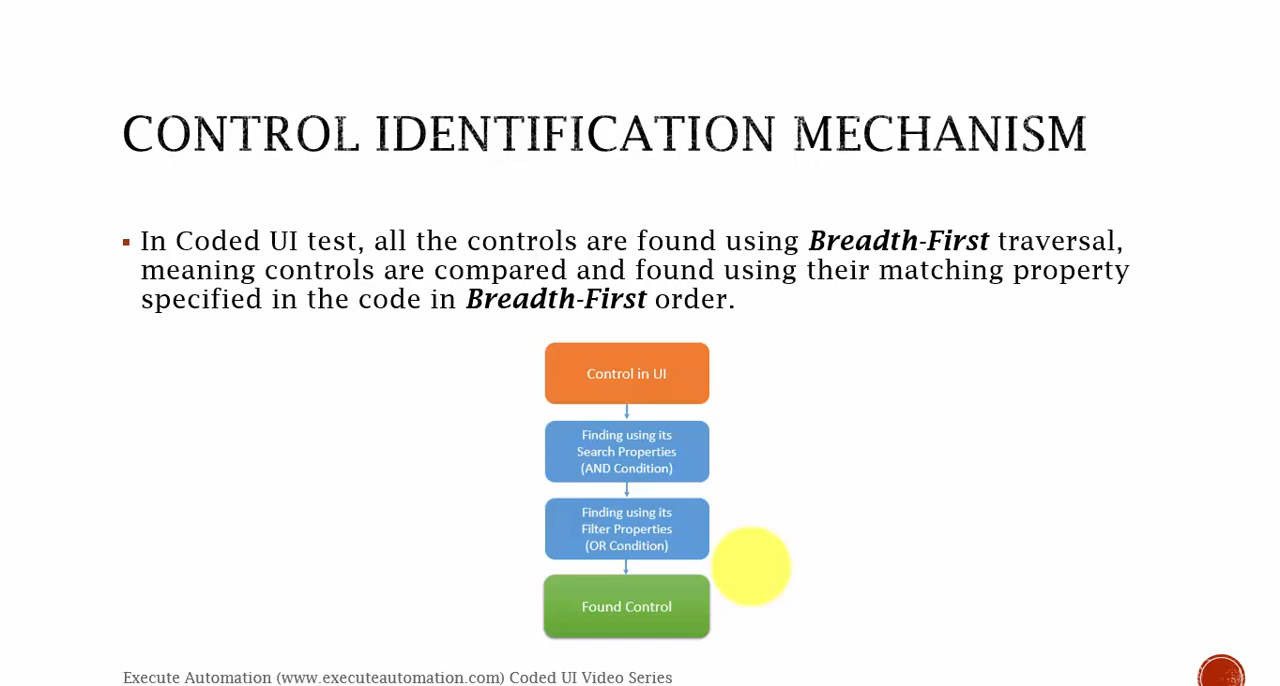 CONTROL IDENTIFICATION MECHANISM
In Coded UI test, all the controls are found using Breadth-First traversal,
meaning controls are compared and found using their matching property
specified in the code in Breadth-First order.
Control in UI
Finding using its
Search Properties
(AND Condition)
Finding using its
Filter Properties
(OR Condition)
Found Control
Execute Automation (www.executeautomation.com) Coded UI Video Series